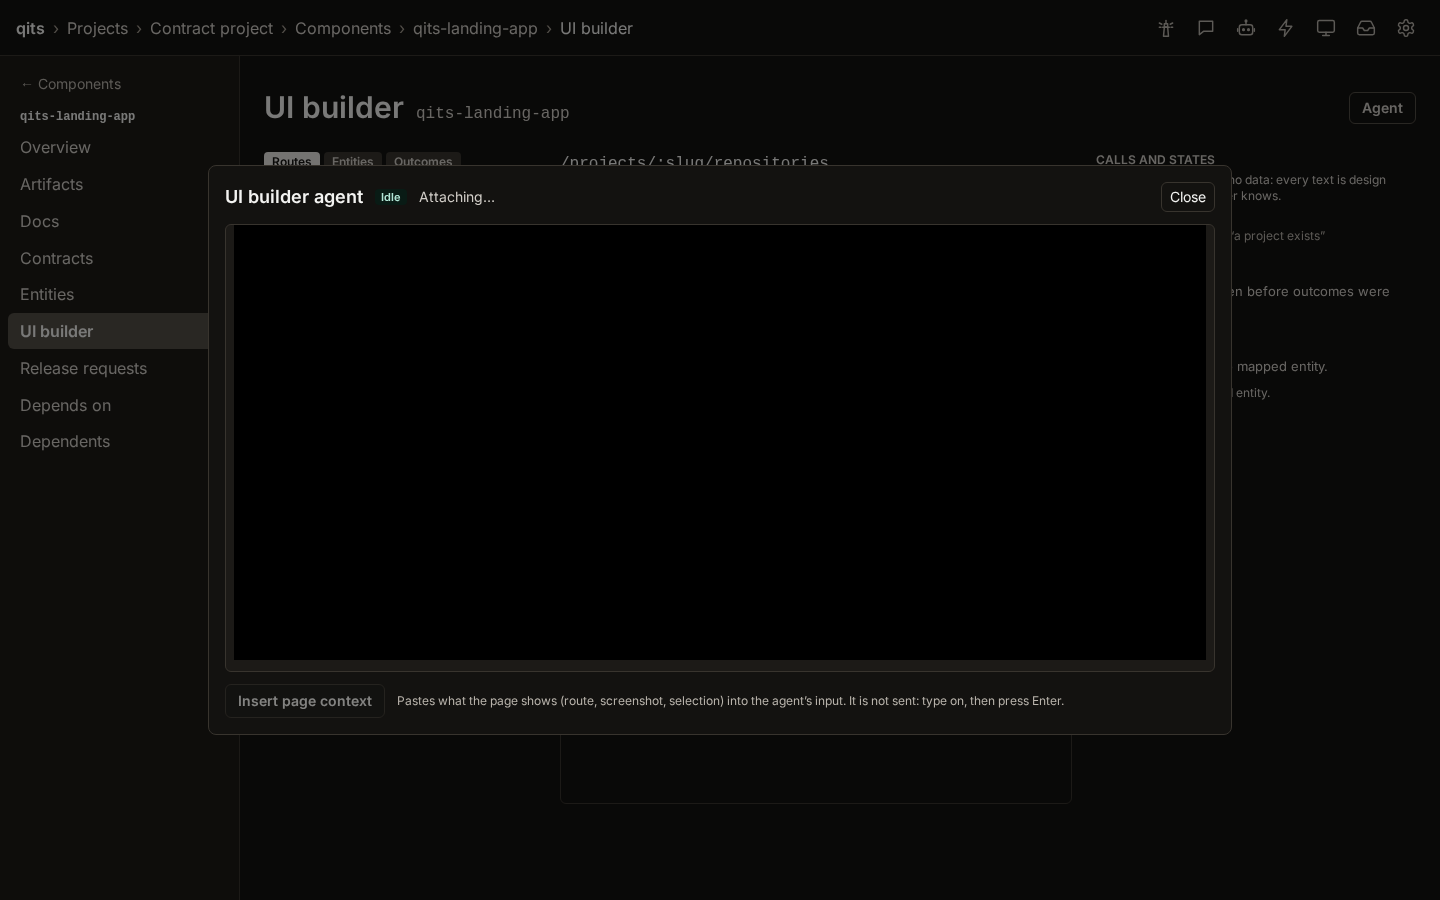 qits › Projects › Contract project › Components › qits-landing-app › UI builder
← Components
qits-landing-app
Overview
Artifacts
Docs
Contracts
Entities
UI builder
Release requests
Depends on
Dependents
UI builder qits-landing-app
Agent
Routes Entities Outcomes
/projects/:slug/repositories
CALLS AND STATES
no data: every text is design
knows.
"a project exists"
before outcomes were
mapped entity.
entity.
UI builder agent Idle Attaching...
Close
Insert page context Pastes what the page shows (route, screenshot, selection) into the agent's input. It is not sent: type on, then press Enter.